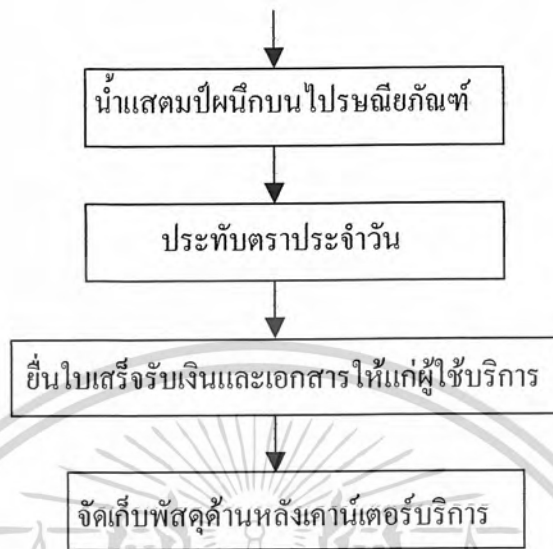 น้ำแสตมป์ผนึกบนไปรษณียภัณฑ์
ประทับตราประจำวัน
ยื่นใบเสร็จรับเงินและเอกสารให้แก่ผู้ใช้บริการ
จัดเก็บพัสดุด้านหลังเคาน์เตอร์บริการ